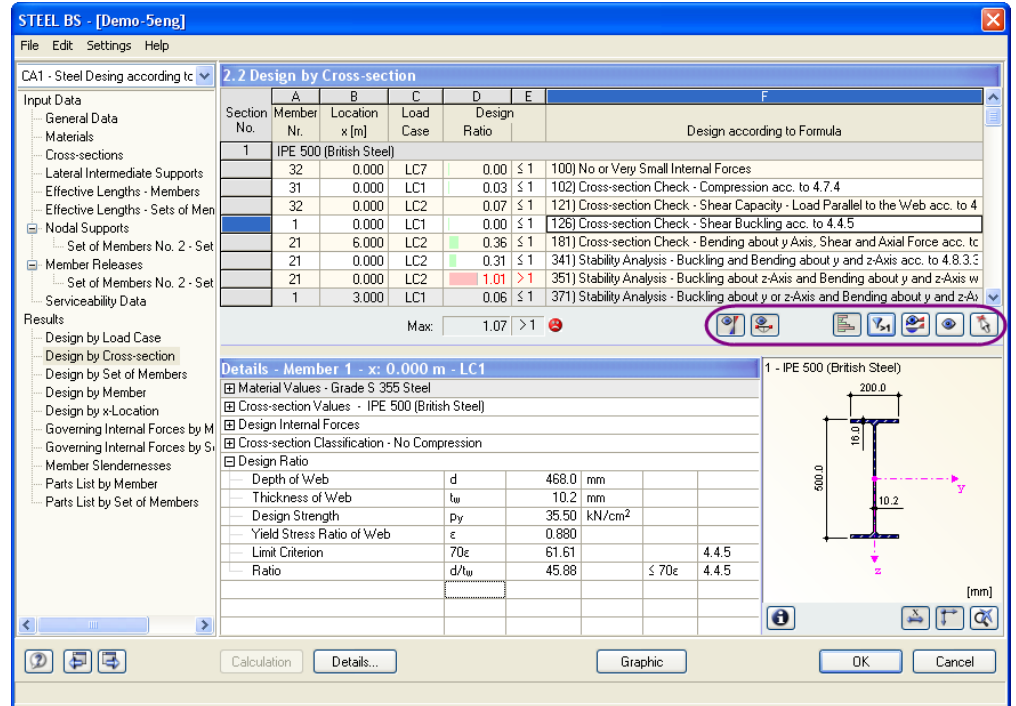 STEEL BS - [Demo-5eng]
File Edit Settings Help
CA1 - Steel Desing according tc
Input Data
General Data
Materials
Cross-sections
Lateral Intermediate Supports
Effective Lengths - Members
Effective Lengths - Sets of Men
Nodal Supports
Set of Members No. 2 - Set
Member Releases
Set of Members No. 2 - Set
Serviceability Data
Results
Design by Load Case
Design by Cross-section
Design by Set of Members
Design by Member
Design by x-Location
Governing Internal Forces by M
Governing Internal Forces by S
Member Slendernesses
Parts List by Member
Parts List by Set of Members
2.2 Design by Cross-section
A B C D E F
Section Member Location Load Design
No. Nr. x [m] Case Ratio Design according to Formula
1 IPE 500 (British Steel)
32 0.000 LC7 0.00 ≤ 1 100) No or Very Small Internal Forces
31 0.000 LC1 0.03 ≤ 1 102) Cross-section Check - Compression acc. to 4.7.4
32 0.000 LC2 0.07 ≤ 1 121) Cross-section Check - Shear Capacity - Load Parallel to the Web acc. to 4
1 0.000 LC1 0.00 ≤ 1 126) Cross-section Check - Shear Buckling acc. to 4.4.5
21 6.000 LC2 0.36 ≤ 1 181) Cross-section Check - Bending about y Axis, Shear and Axial Force acc. tc
21 0.000 LC2 0.31 ≤ 1 341) Stability Analysis - Buckling and Bending about y and z-Axis acc. to 4.8.3.3
21 0.000 LC2 1.01 > 1 351) Stability Analysis - Buckling about z-Axis and Bending about y and z-Axis w
1 3.000 LC1 0.06 ≤ 1 371) Stability Analysis - Buckling about y or z-Axis and Bending about y and z-A
Max: 1.07 > 1
>1
Details - Member 1 - x: 0.000 m - LC1
Material Values - Grade S 355 Steel
Cross-section Values - IPE 500 (British Steel)
Design Internal Forces
Cross-section Classification - No Compression
Design Ratio
Depth of Web d 468.0 mm
Thickness of Web tw 10.2 mm
Design Strength py 35.50 kN/cm²
Yield Stress Ratio of Web ε 0.880
Limit Criterion 70ε 61.61 4.4.5
Ratio d/tw 45.88 ≤ 70ε 4.4.5
1 - IPE 500 (British Steel)
200.0
16.0
500.0
10.2
y
z
[mm]
Calculation Details... Graphic OK Cancel